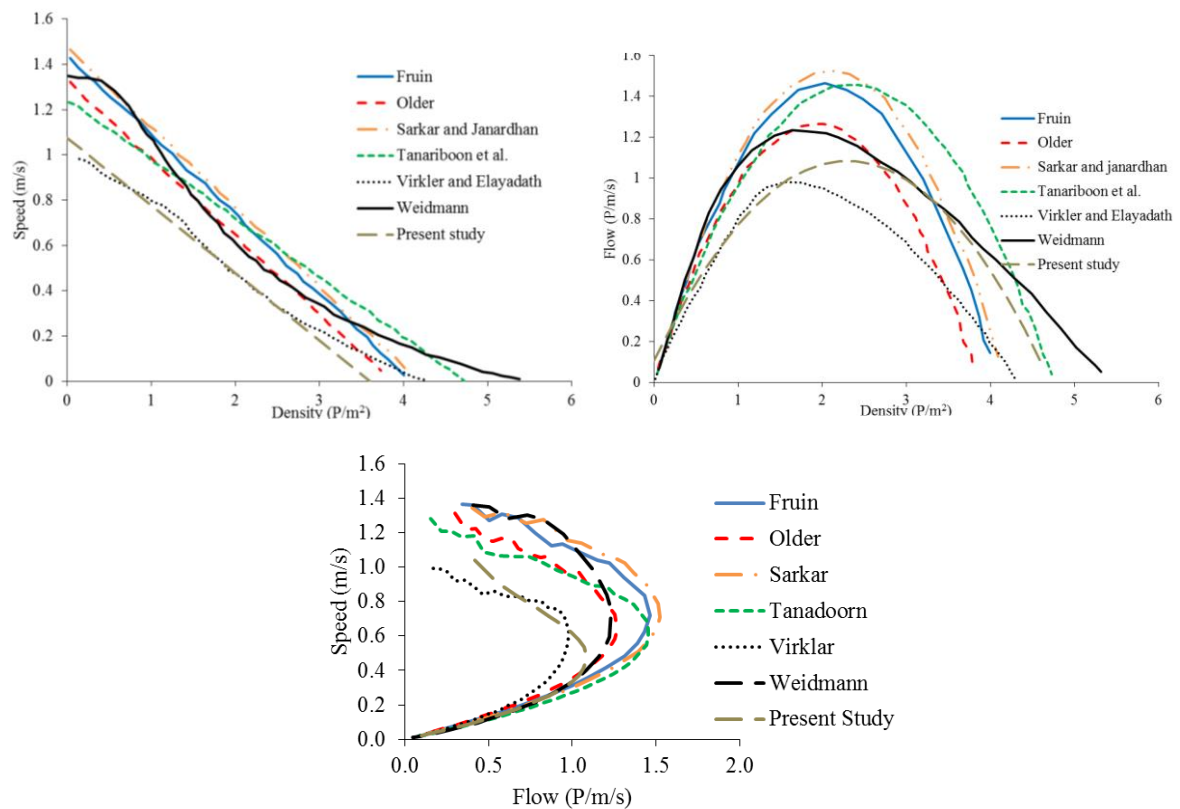 1.6
1.4
1.2
1
0.8
0.6
0.4
0.2
0
Speed (m/s)
0 1 2 3 4 5 6
Density (P/m²)
Fruin
Older
Sarkar and Janardhan
Tanariboon et al.
Virkler and Elayadath
Weidmann
Present study
1.6
1.4
1.2
1
0.8
0.6
0.4
0.2
0
Flow (P/m/s)
0 1 2 3 4 5 6
Density (P/m²)
Fruin
Older
Sarkar and janardhan
Tanariboon et al.
Virkler and Elayadath
Weidmann
Present study
1.6
1.4
1.2
1.0
0.8
0.6
0.4
0.2
0.0
Speed (m/s)
0.0 0.5 1.0 1.5 2.0
Flow (P/m/s)
Fruin
Older
Sarkar
Tanadoorn
Virklar
Weidmann
Present Study